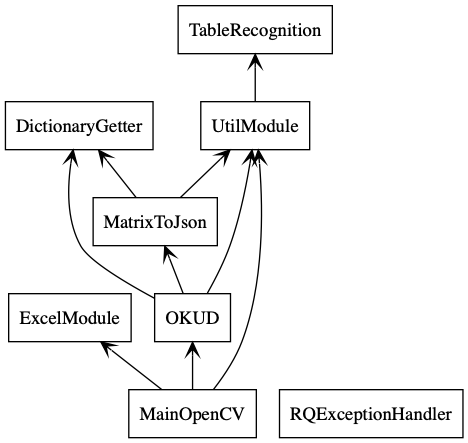 TableRecognition
DictionaryGetter
UtilModule
MatrixToJson
ExcelModule
OKUD
MainOpenCV
RQExceptionHandler